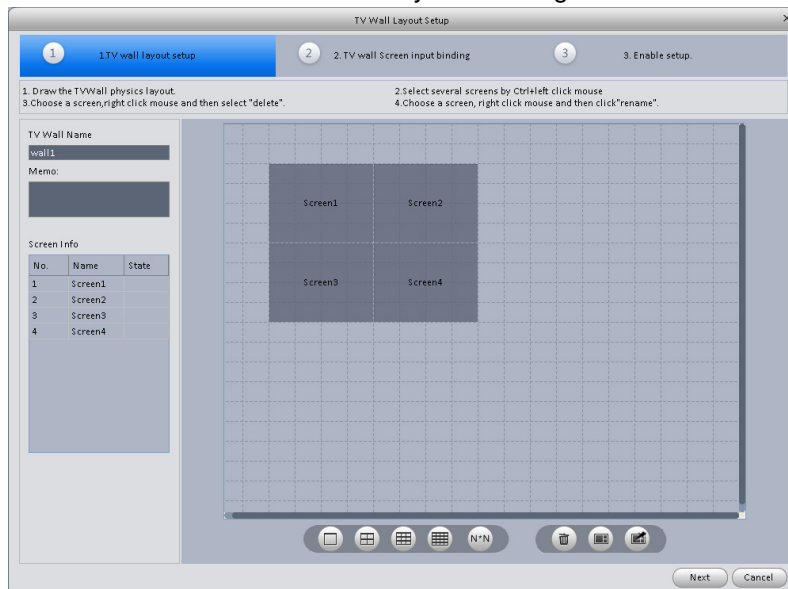 TV Wall Layout Setup
1 1.TV wall layout setup 2 2. TV wall Screen input binding 3 3. Enable setup.
1. Draw the TVWall physics layout. 2.Select several screens by Ctrl+left click mouse
3.Choose a screen,right click mouse and then select "delete". 4.Choose a screen, right click mouse and then click"rename".
TV Wall Name
wall1
Memo:
Screen Info
No. Name State
1 Screen1
2 Screen2
3 Screen3
4 Screen4
Screen1 Screen2
Screen3 Screen4
N*N
Next Cancel